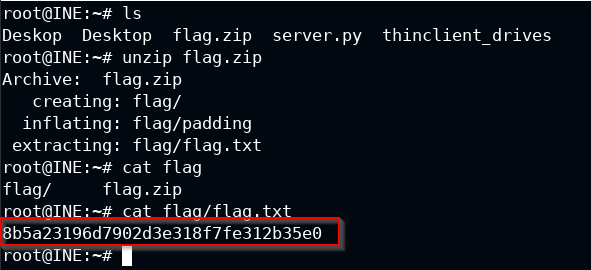 root@INE:~# ls
Deskop  Desktop  flag.zip  server.py  thinclient_drives
root@INE:~# unzip flag.zip
Archive:  flag.zip
   creating: flag/
  inflating: flag/padding
 extracting: flag/flag.txt
root@INE:~# cat flag
flag/     flag.zip
root@INE:~# cat flag/flag.txt
8b5a23196d7902d3e318f7fe312b35e0
root@INE:~#